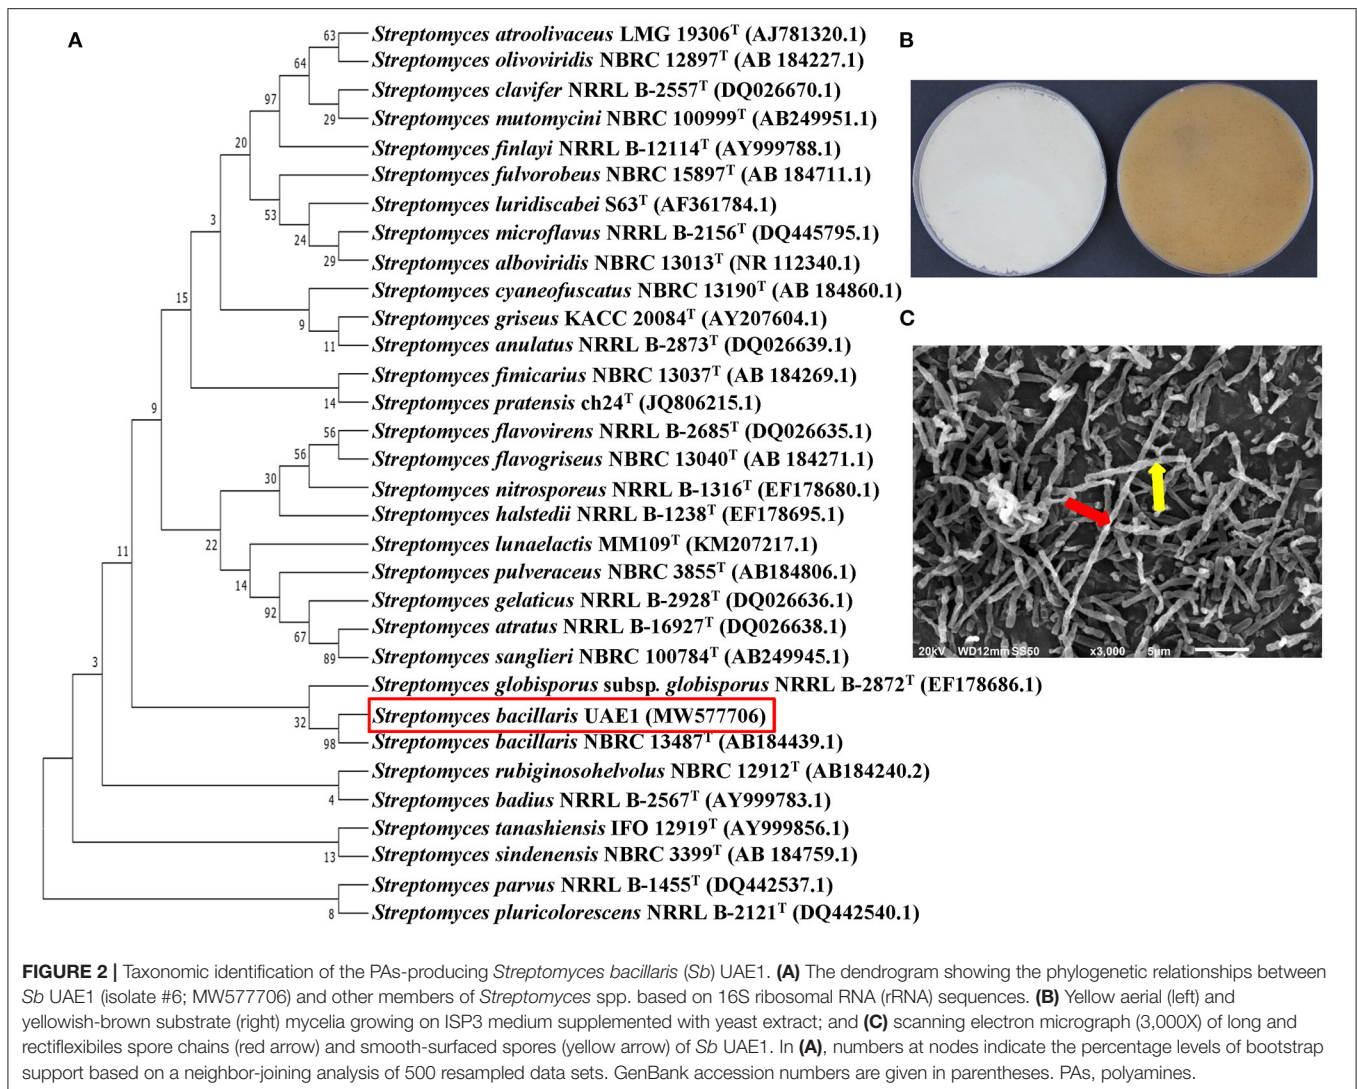 A
63
Streptomyces atroolivaceus LMG 19306T (AJ781320.1)
64
Streptomyces olivoviridis NBRC 12897T (AB 184227.1)
97
Streptomyces clavifer NRRL B-2557T (DQ026670.1)
29
Streptomyces mutomycini NBRC 100999T (AB249951.1)
20
Streptomyces finlayi NRRL B-12114T (AY999788.1)
Streptomyces fulvorobeus NBRC 15897T (AB 184711.1)
53
Streptomyces luridiscabei S63T (AF361784.1)
3
24
Streptomyces microflavus NRRL B-2156T (DQ445795.1)
29
Streptomyces alboviridis NBRC 13013T (NR 112340.1)
15
Streptomyces cyaneofuscatus NBRC 13190T (AB 184860.1)
9
Streptomyces griseus KACC 20084T (AY207604.1)
11
Streptomyces anulatus NRRL B-2873T (DQ026639.1)
Streptomyces fimicarius NBRC 13037T (AB 184269.1)
9
14
Streptomyces pratensis ch24T (JQ806215.1)
56
Streptomyces flavovirens NRRL B-2685T (DQ026635.1)
56
Streptomyces flavogriseus NBRC 13040T (AB 184271.1)
30
Streptomyces nitrosporeus NRRL B-1316T (EF178680.1)
Streptomyces halstedii NRRL B-1238T (EF178695.1)
11
22
Streptomyces lunaelactis MM109T (KM207217.1)
14
Streptomyces pulveraceus NBRC 3855T (AB184806.1)
92
Streptomyces gelaticus NRRL B-2928T (DQ026636.1)
67
Streptomyces atratus NRRL B-16927T (DQ026638.1)
3
89
Streptomyces sanglieri NBRC 100784T (AB249945.1)
Streptomyces globisporus subsp. globisporus NRRL B-2872T (EF178686.1)
32
Streptomyces bacillaris UAE1 (MW577706)
98
Streptomyces bacillaris NBRC 13487T (AB184439.1)
Streptomyces rubiginosohelvolus NBRC 12912T (AB184240.2)
4
Streptomyces badius NRRL B-2567T (AY999783.1)
Streptomyces tanashiensis IFO 12919T (AY999856.1)
13
Streptomyces sindenensis NBRC 3399T (AB 184759.1)
Streptomyces parvus NRRL B-1455T (DQ442537.1)
8
Streptomyces pluricolorescens NRRL B-2121T (DQ442540.1)
B
C
20kV WD12mm SS50 x3,000 5µm
FIGURE 2 | Taxonomic identification of the PAs-producing Streptomyces bacillaris (Sb) UAE1. (A) The dendrogram showing the phylogenetic relationships between
Sb UAE1 (isolate #6; MW577706) and other members of Streptomyces spp. based on 16S ribosomal RNA (rRNA) sequences. (B) Yellow aerial (left) and
yellowish-brown substrate (right) mycelia growing on ISP3 medium supplemented with yeast extract; and (C) scanning electron micrograph (3,000X) of long and
rectiflexibiles spore chains (red arrow) and smooth-surfaced spores (yellow arrow) of Sb UAE1. In (A), numbers at nodes indicate the percentage levels of bootstrap
support based on a neighbor-joining analysis of 500 resampled data sets. GenBank accession numbers are given in parentheses. PAs, polyamines.